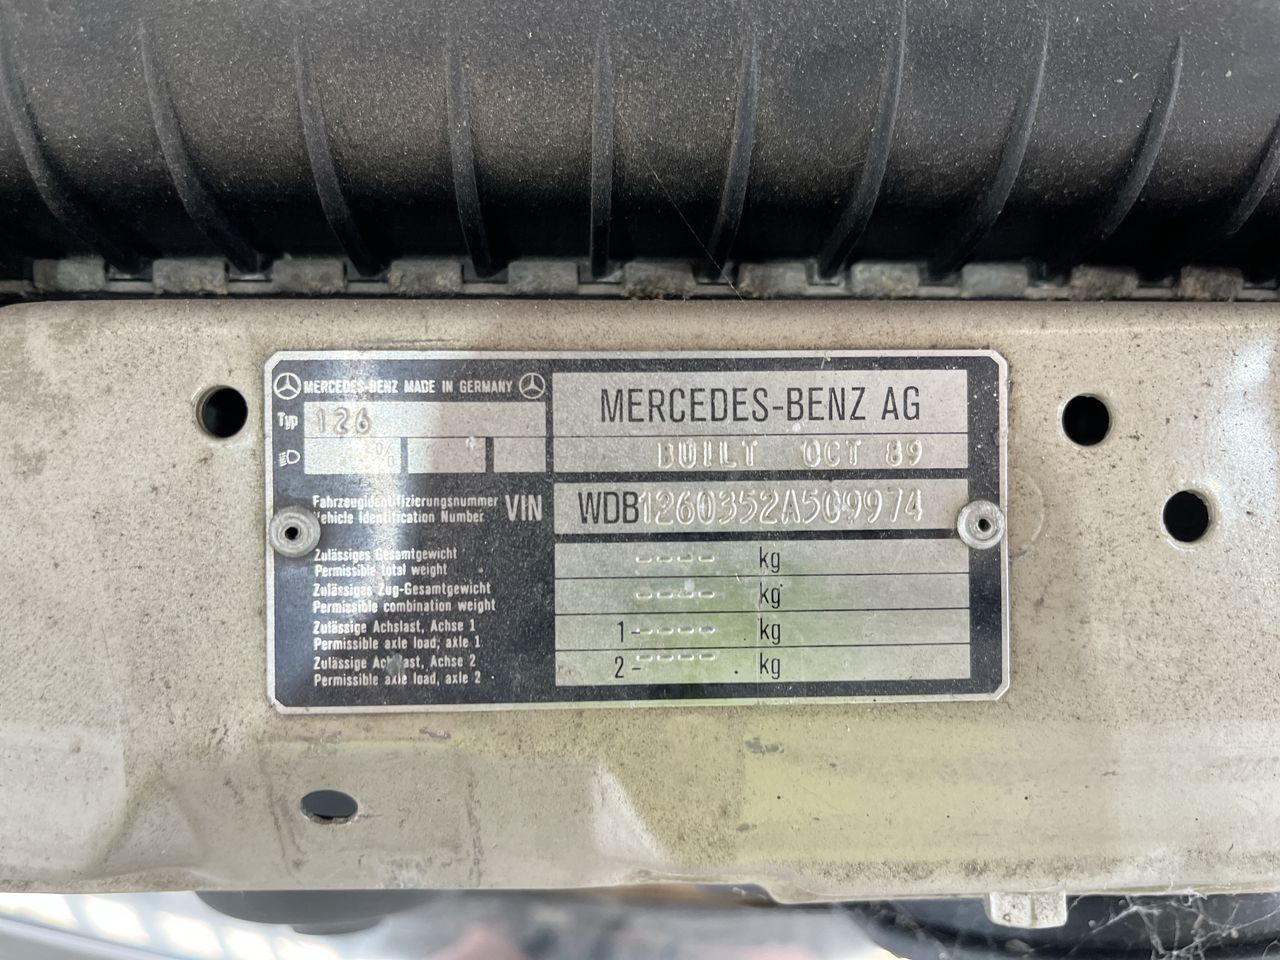 MERCEDES-BENZ MADE IN GERMANY
Typ 126
%
MERCEDES-BENZ AG
BUILT OCT 89
Fahrzeugidentifizierungsnummer
Vehicle Identification Number VIN
WDB1260352A509974
Zulässiges Gesamtgewicht
Permissible total weight
---- kg
Zulässiges Zug-Gesamtgewicht
Permissible combination weight
---- kg
Zulässige Achslast, Achse 1
Permissible axle load, axle 1
1----- kg
Zulässige Achslast, Achse 2
Permissible axle load, axle 2
2----- kg